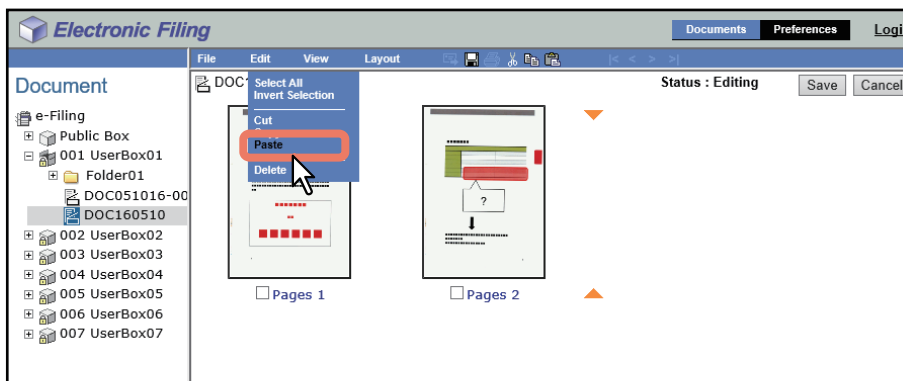 Electronic Filing
Documents
Preferences
Logi
File Edit View Layout |< < > >|
Document
DOC1
Status : Editing
Save
Cancel
Select All
Invert Selection
Cut
Paste
Delete
e-Filing
Public Box
001 UserBox01
Folder01
DOC051016-00
DOC160510
002 UserBox02
003 UserBox03
004 UserBox04
005 UserBox05
006 UserBox06
007 UserBox07
?
Pages 1
Pages 2